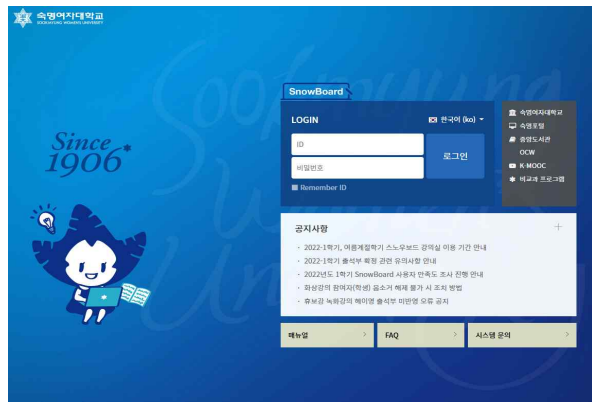 숙명여자대학교
SOOKMYUNG WOMEN'S UNIVERSITY
Sookmyung
Women's
University
Since
1906
SnowBoard
LOGIN
한국어 (ko)
ID
비밀번호
로그인
Remember ID
숙명여자대학교
숙명포털
중앙도서관
OCW
K-MOOC
비교과 프로그램
공지사항
2022-1학기, 여름계절학기 스노우보드 강의실 이용 기간 안내
2022-1학기 출석부 확정 관련 유의사항 안내
2022년도 1학기 SnowBoard 사용자 만족도 조사 진행 안내
화상강의 참여자(학생) 음소거 해제 불가 시 조치 방법
휴보강 녹화강의 해이영 출석부 미반영 오류 공지
매뉴얼
FAQ
시스템 문의